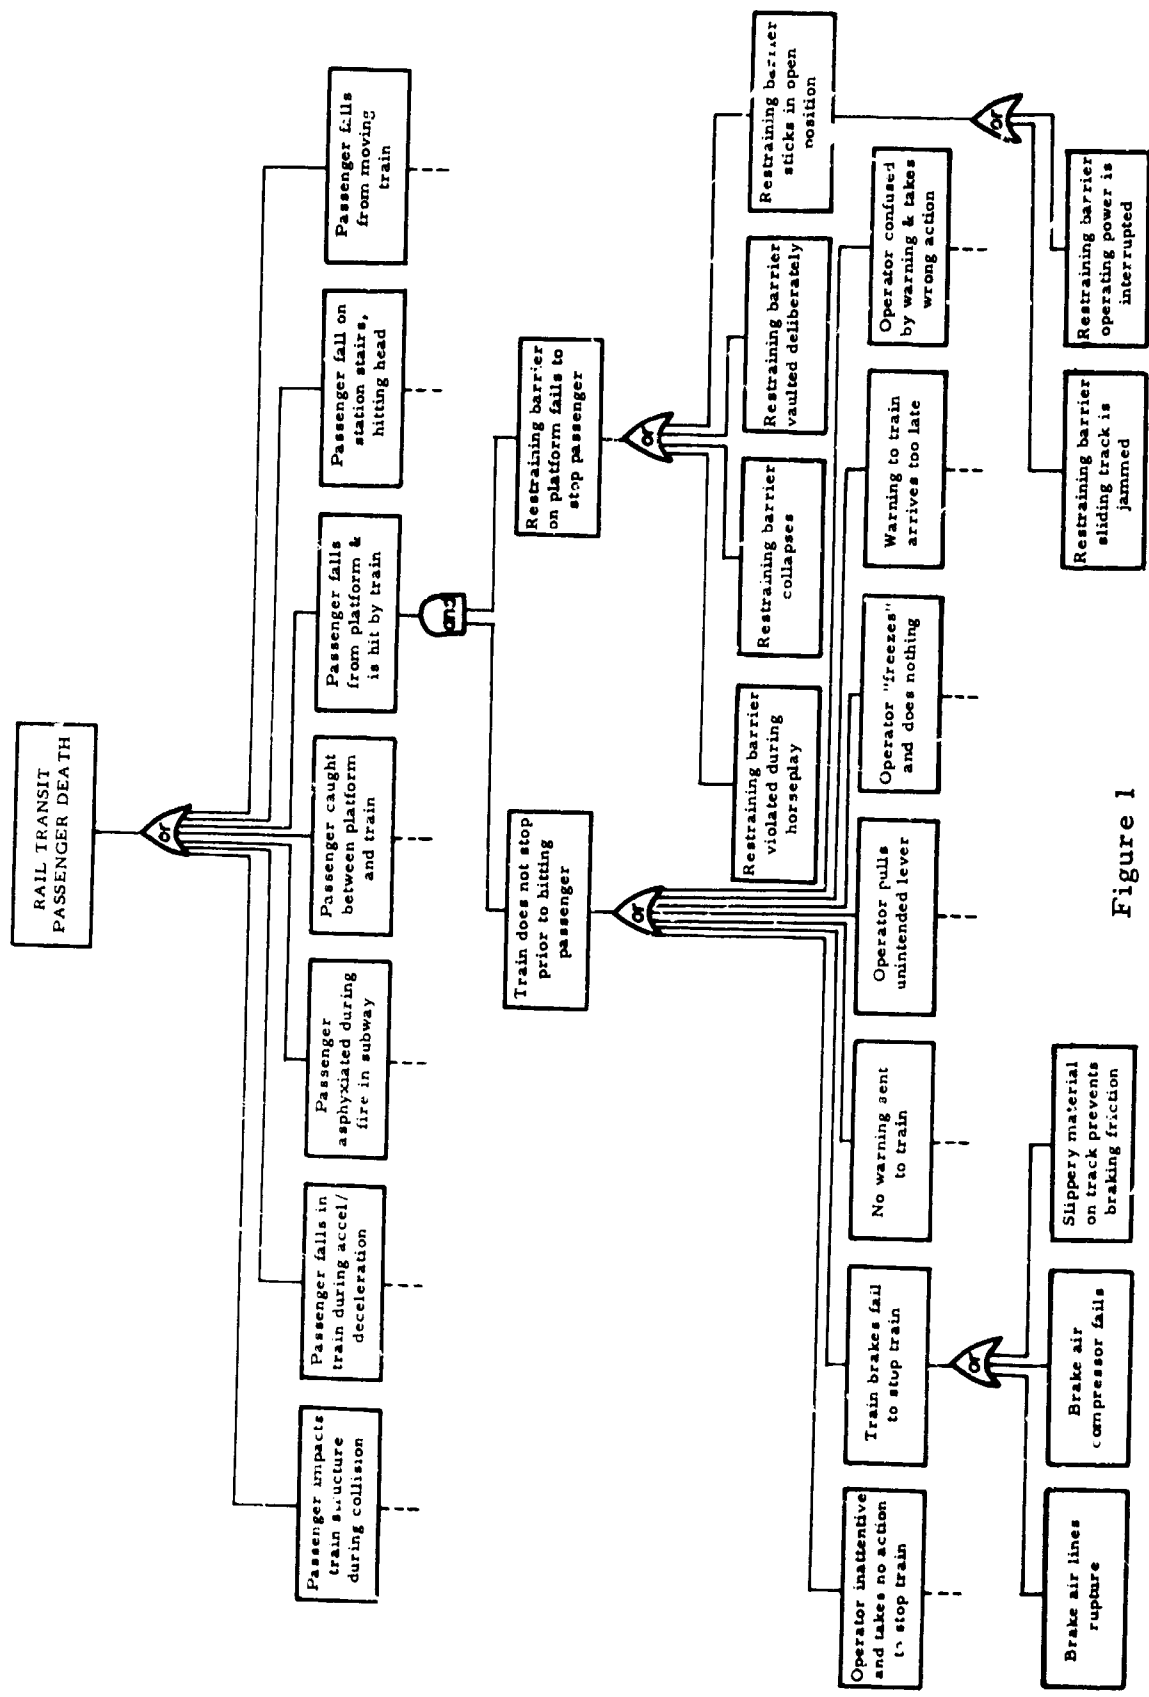 RAIL TRANSIT
PASSENGER DEATH
or
Passenger impacts
train structure
during collision
Passenger falls in
train during accel/
deceleration
Passenger
asphyxiated during
fire in subway
Passenger caught
between platform
and train
Passenger falls
from platform &
is hit by train
Passenger fall on
station stairs,
hitting head
Passenger falls
from moving
train
and
Train does not stop
prior to hitting
passenger
Restraining barrier
on platform fails to
stop passenger
or
or
Restraining barrier
violated during
horseplay
Restraining barrier
collapses
Restraining barrier
vaulted deliberately
Restraining barrier
sticks in open
position
Operator inattentive
and takes no action
to stop train
Train brakes fail
to stop train
No warning sent
to train
Operator pulls
unintended lever
Operator "freezes"
and does nothing
Warning to train
arrives too late
Operator confused
by warning & takes
wrong action
or
or
Brake air lines
rupture
Brake air
compressor fails
Slippery material
on track prevents
braking friction
Restraining barrier
sliding track is
jammed
Restraining barrier
operating power is
interrupted
Figure 1